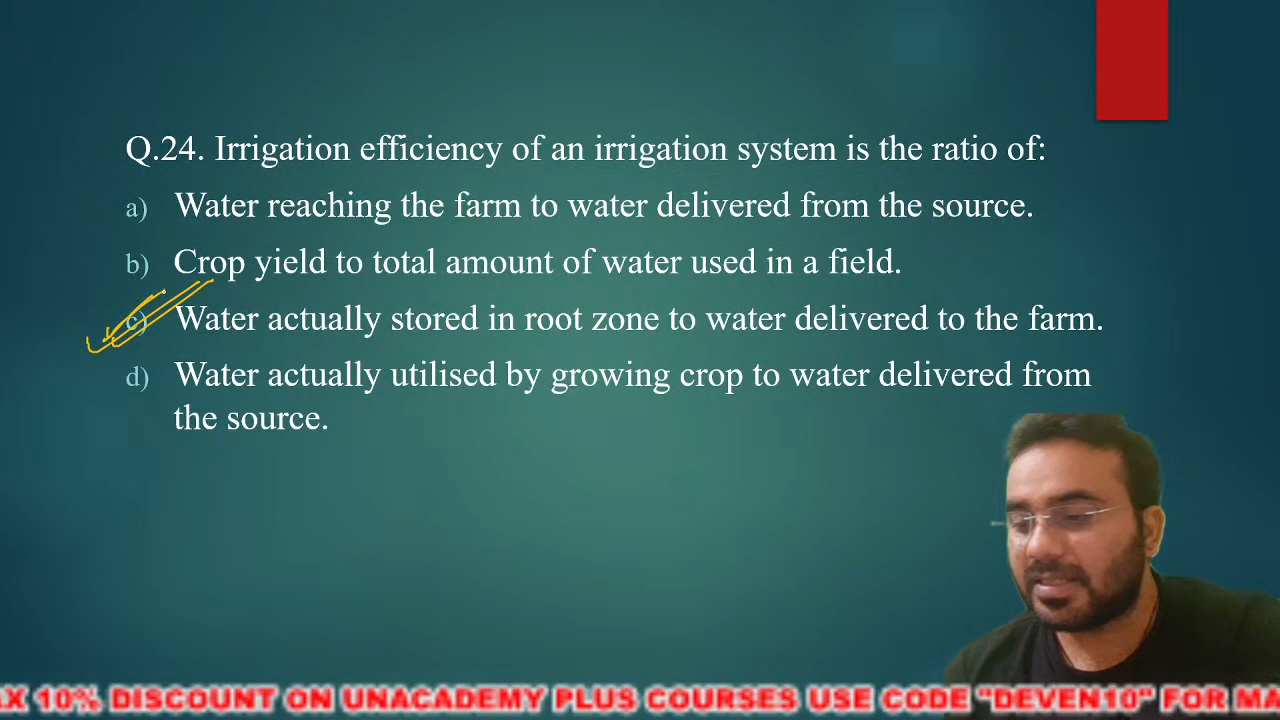 Q.24. Irrigation efficiency of an irrigation system is the ratio of:
a) Water reaching the farm to water delivered from the source.
b) Crop yield to total amount of water used in a field.
c) Water actually stored in root zone to water delivered to the farm.
d) Water actually utilised by growing crop to water delivered from
the source.
10% DISCOUNT ON UNACADEMY PLUS COURSES USE CODE "DEVEN10" FOR